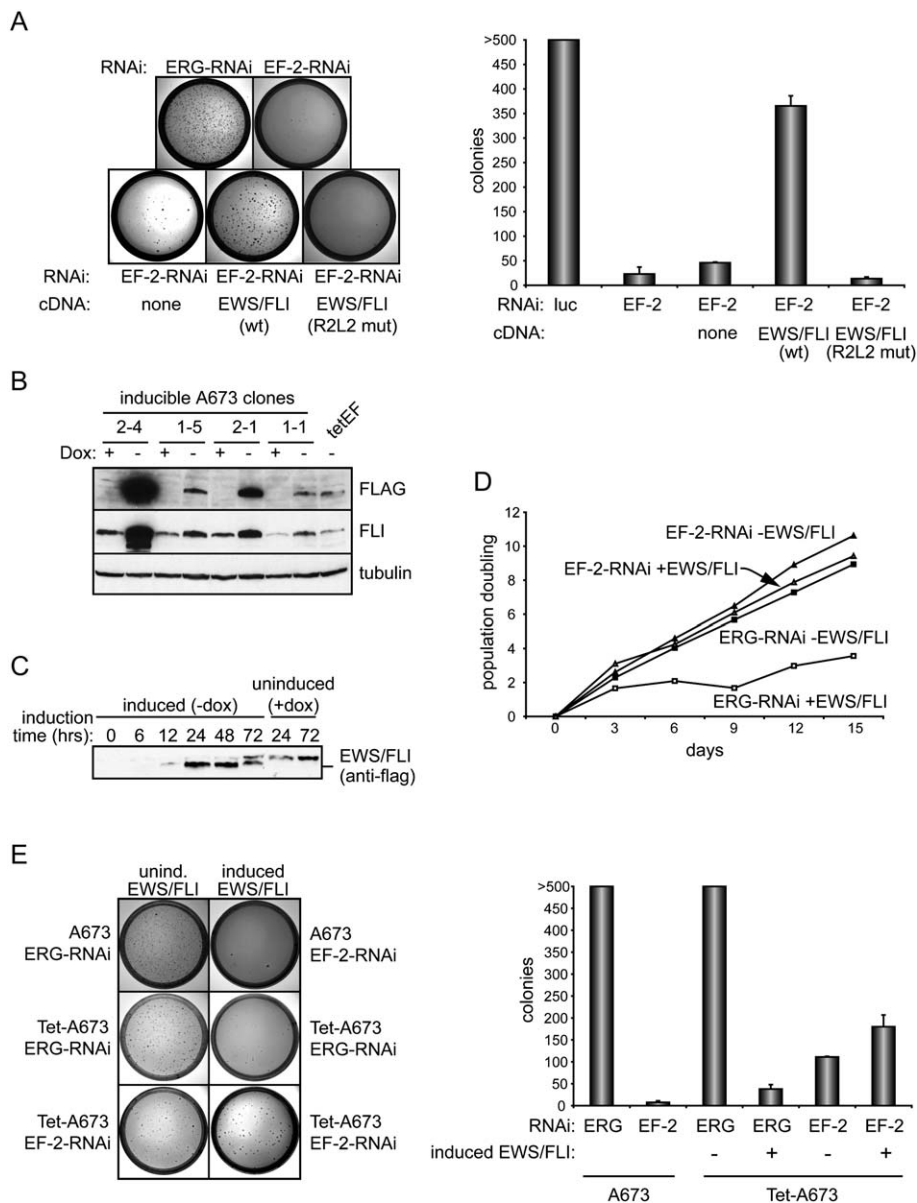 A
RNAi: ERG-RNAi EF-2-RNAi
RNAi: EF-2-RNAi EF-2-RNAi EF-2-RNAi
cDNA: none EWS/FLI (wt) EWS/FLI (R2L2 mut)
>500
450
400
350
300
250
200
150
100
50
0
colonies
RNAi: luc EF-2 EF-2 EF-2 EF-2
cDNA: none EWS/FLI (wt) EWS/FLI (R2L2 mut)
B
inducible A673 clones
2-4 1-5 2-1 1-1 tetEF
Dox: + - + - + - + - -
FLAG
FLI
tubulin
C
induced (-dox) uninduced (+dox)
induction time (hrs): 0 6 12 24 48 72 24 72
EWS/FLI (anti-flag)
D
12
10
8
6
4
2
0
population doubling
EF-2-RNAi -EWS/FLI
EF-2-RNAi +EWS/FLI
ERG-RNAi -EWS/FLI
ERG-RNAi +EWS/FLI
0 3 6 9 12 15
days
E
unind. EWS/FLI induced EWS/FLI
A673 ERG-RNAi A673 EF-2-RNAi
Tet-A673 ERG-RNAi Tet-A673 ERG-RNAi
Tet-A673 EF-2-RNAi Tet-A673 EF-2-RNAi
>500
450
400
350
300
250
200
150
100
50
0
colonies
RNAi: ERG EF-2 ERG ERG EF-2 EF-2
induced EWS/FLI: - + - +
A673 Tet-A673